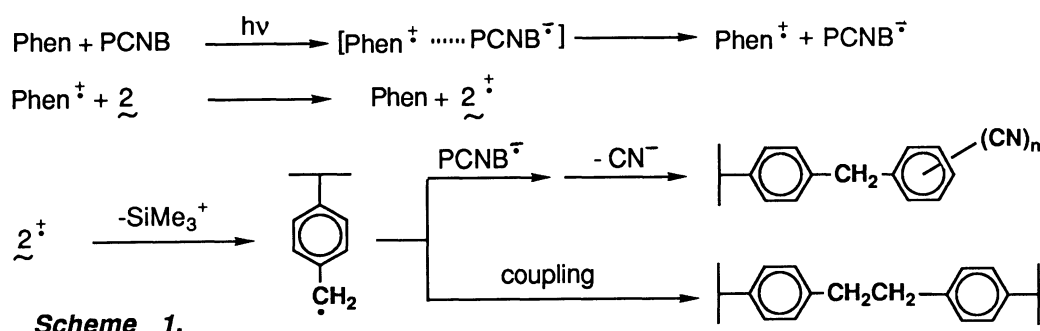 hν
Phen + PCNB [Phen⁺• ······PCNB⁻•] Phen⁺• + PCNB⁻•
Phen⁺• + 2 Phen + 2⁺•
PCNB⁻• - CN⁻ CH₂ (CN)m
2⁺• -SiMe₃⁺
CH₂•
coupling CH₂CH₂
Scheme 1.